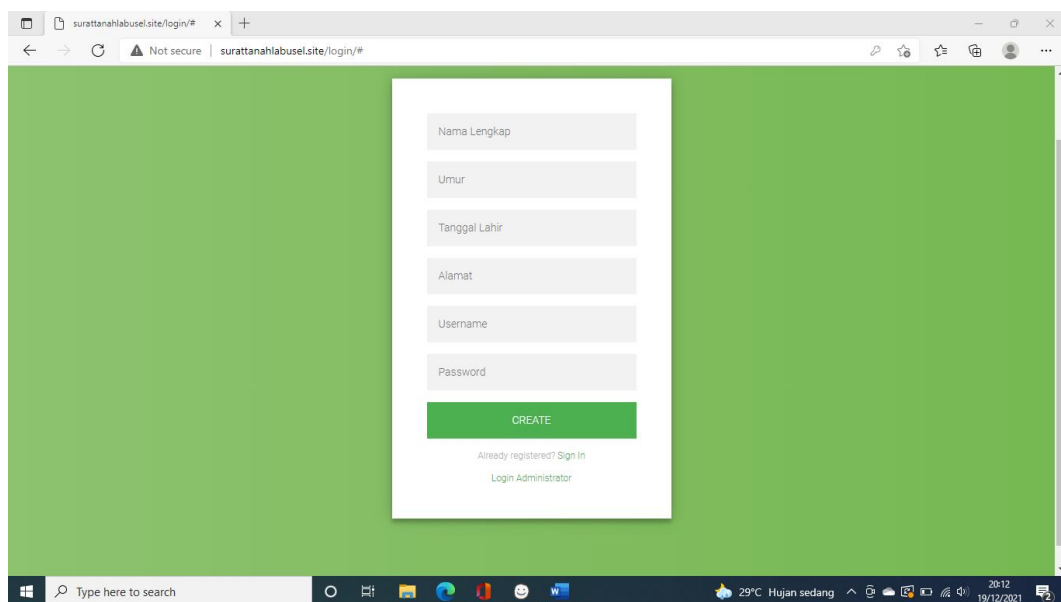 surattanahlabusel.site/login/#
Not secure | surattanahlabusel.site/login/#
Nama Lengkap
Umur
Tanggal Lahir
Alamat
Username
Password
CREATE
Already registered? Sign In
Login Administrator
Type here to search
29°C Hujan sedang
20:12
19/12/2021
2